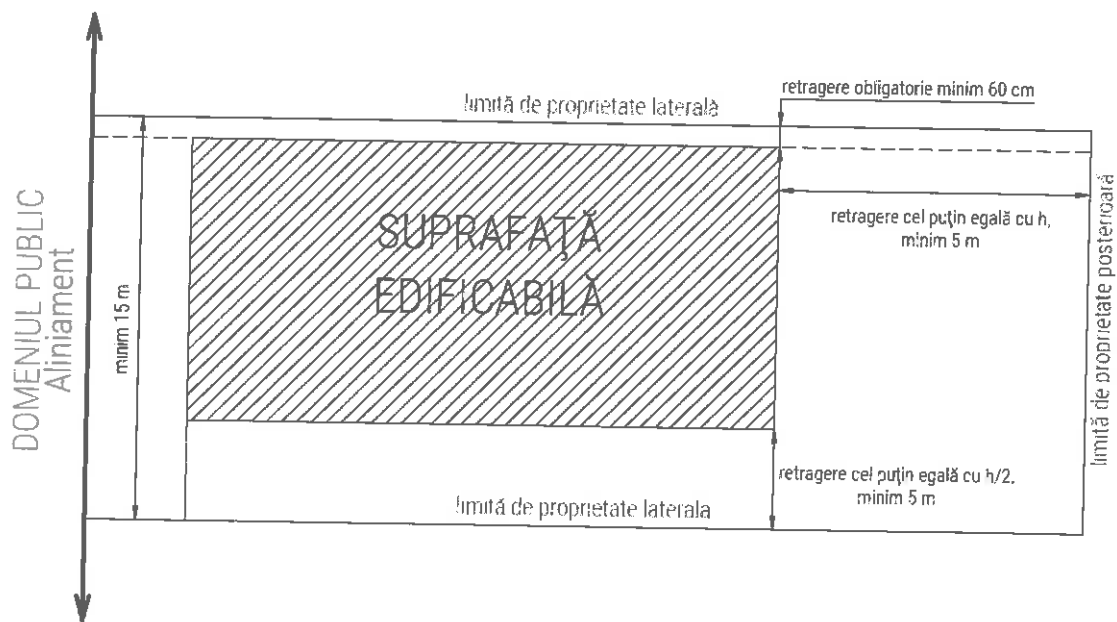 retragere obligatorie minim 60 cm
limită de proprietate laterală
DOMENIUL PUBLIC
Aliniament
minim 15 m
SUPRAFAȚĂ
EDIFICABILĂ
retragere cel puțin egală cu h,
minim 5 m
limită de proprietate posterioară
retragere cel puțin egală cu h/2,
minim 5 m
limită de proprietate laterala